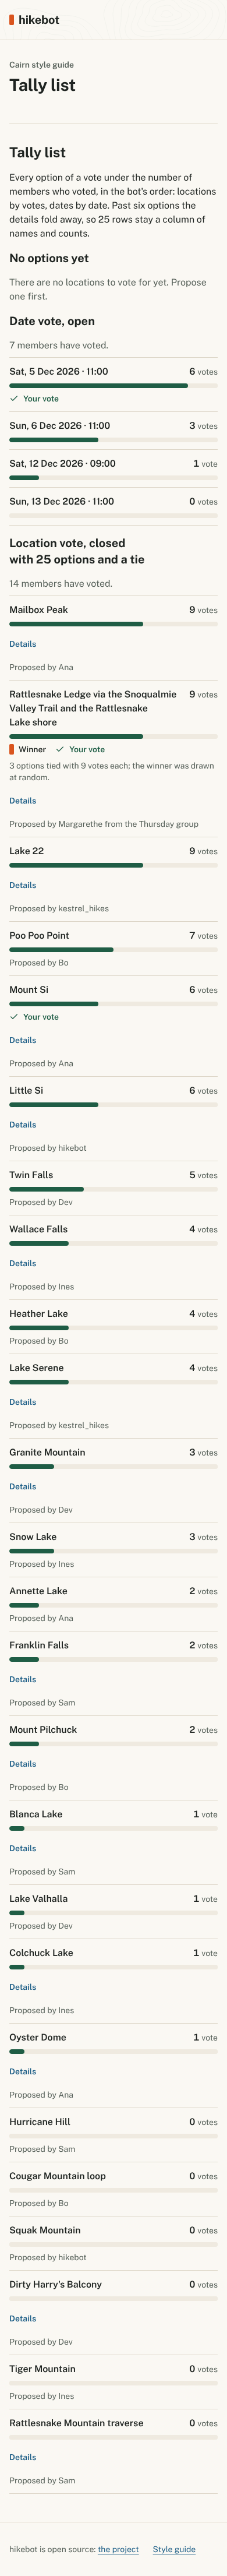 hikebot
Cairn style guide
Tally list
Tally list
Every option of a vote under the number of
members who voted, in the bot's order: locations
by votes, dates by date. Past six options the
details fold away, so 25 rows stay a column of
names and counts.
No options yet
There are no locations to vote for yet. Propose
one first.
Date vote, open
7 members have voted.
Sat, 5 Dec 2026 · 11:00 6 votes
Your vote
Sun, 6 Dec 2026 · 11:00 3 votes
Sat, 12 Dec 2026 · 09:00 1 vote
Sun, 13 Dec 2026 · 11:00 0 votes
Location vote, closed
with 25 options and a tie
14 members have voted.
Mailbox Peak 9 votes
Details
Proposed by Ana
Rattlesnake Ledge via the Snoqualmie 9 votes
Valley Trail and the Rattlesnake
Lake shore
Winner Your vote
3 options tied with 9 votes each; the winner was drawn
at random.
Details
Proposed by Margarethe from the Thursday group
Lake 22 9 votes
Details
Proposed by kestrel_hikes
Poo Poo Point 7 votes
Proposed by Bo
Mount Si 6 votes
Your vote
Details
Proposed by Ana
Little Si 6 votes
Details
Proposed by hikebot
Twin Falls 5 votes
Proposed by Dev
Wallace Falls 4 votes
Details
Proposed by Ines
Heather Lake 4 votes
Proposed by Bo
Lake Serene 4 votes
Details
Proposed by kestrel_hikes
Granite Mountain 3 votes
Details
Proposed by Dev
Snow Lake 3 votes
Proposed by Ines
Annette Lake 2 votes
Proposed by Ana
Franklin Falls 2 votes
Details
Proposed by Sam
Mount Pilchuck 2 votes
Details
Proposed by Bo
Blanca Lake 1 vote
Details
Proposed by Sam
Lake Valhalla 1 vote
Proposed by Dev
Colchuck Lake 1 vote
Details
Proposed by Ines
Oyster Dome 1 vote
Details
Proposed by Ana
Hurricane Hill 0 votes
Proposed by Sam
Cougar Mountain loop 0 votes
Proposed by Bo
Squak Mountain 0 votes
Proposed by hikebot
Dirty Harry's Balcony 0 votes
Details
Proposed by Dev
Tiger Mountain 0 votes
Proposed by Ines
Rattlesnake Mountain traverse 0 votes
Details
Proposed by Sam
hikebot is open source: the project Style guide